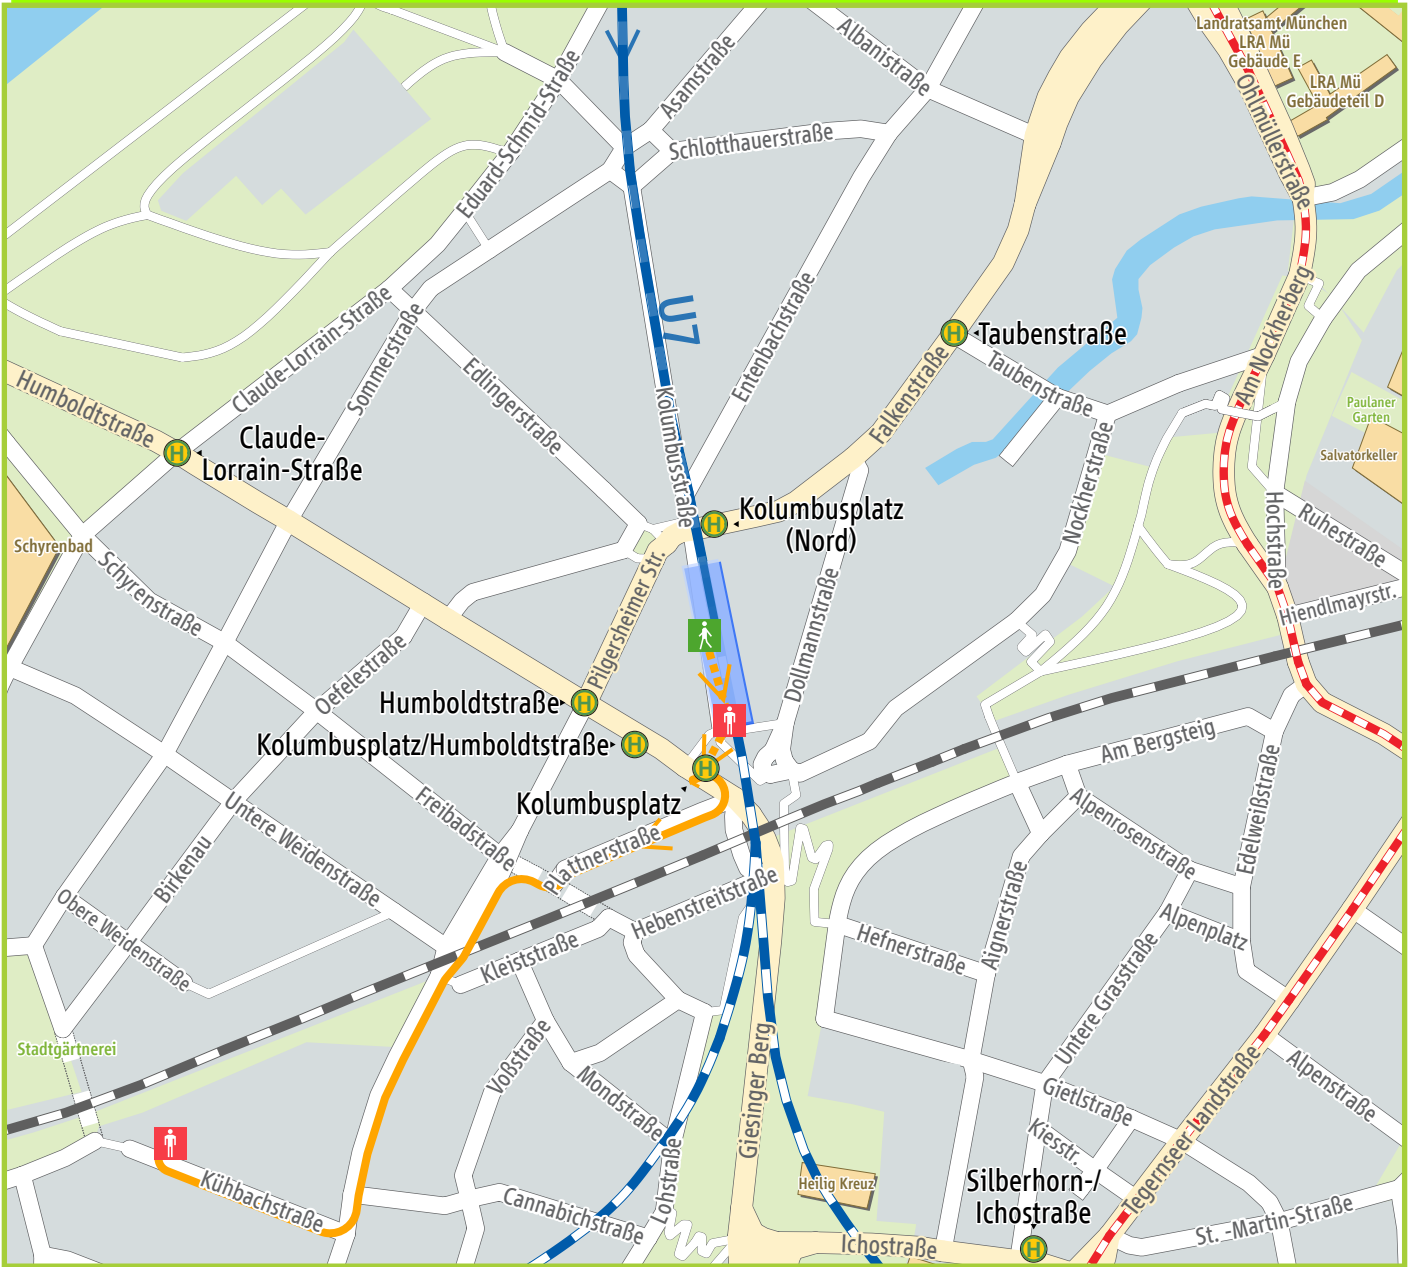 Landratsamt München
LRA Mü
Gebäude E
LRA Mü
Gebäudeteil D
Albanistraße
Asamstraße
Eduard-Schmid-Straße
Schlotthauerstraße
Ohlmüllerstraße
U7
Claude-Lorrain-Straße
Sommerstraße
Entenbachstraße
Am Nockherberg
H
Taubenstraße
Taubenstraße
Edlingerstraße
Falkenstraße
Humboldtstraße
Kolumbusstraße
Paulaner
Garten
H
Claude-
Lorrain-Straße
Nockherstraße
Salvatorkeller
H
Kolumbusplatz
(Nord)
Hochstraße
Ruhestraße
Schyrenbad
Schyrenstraße
Pilgersheimer Str.
Dollmannstraße
Hiendlmayrstr.
Oefelestraße
Humboldtstraße
H
Kolumbusplatz/Humboldtstraße
H
Am Bergsteig
H
Kolumbusplatz
Freibadstraße
Untere Weidenstraße
Plattnerstraße
Alpenrosenstraße
Edelweißstraße
Birkenau
Obere Weidenstraße
Hebenstreitstraße
Kleiststraße
Hefnerstraße
Aignerstraße
Alpenplatz
Untere Grasstraße
Stadtgärtnerei
Voßstraße
Mondstraße
Giesinger Berg
Gietlstraße
Alpenstraße
Kiesstr.
Tegernseer Landstraße
Kühbachstraße
Cannabichstraße
Lohstraße
Heilig Kreuz
Silberhorn-/
Ichostraße
H
Ichostraße
St. -Martin-Straße